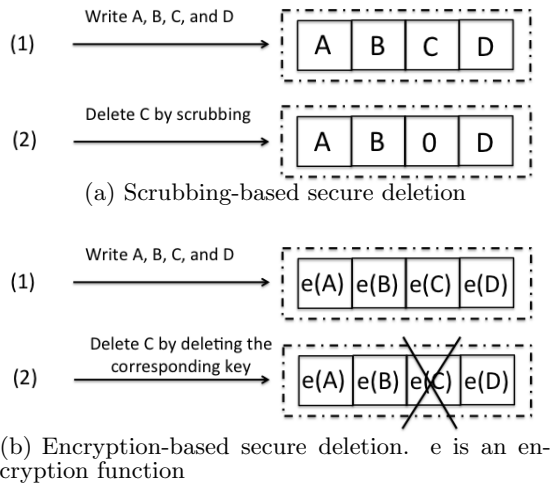 Write A, B, C, and D
(1) A B C D
Delete C by scrubbing
(2) A B 0 D
(a) Scrubbing-based secure deletion
Write A, B, C, and D
(1) e(A) e(B) e(C) e(D)
Delete C by deleting the
corresponding key
(2) e(A) e(B) e(C) e(D)
(b) Encryption-based secure deletion. e is an en-
cryption function